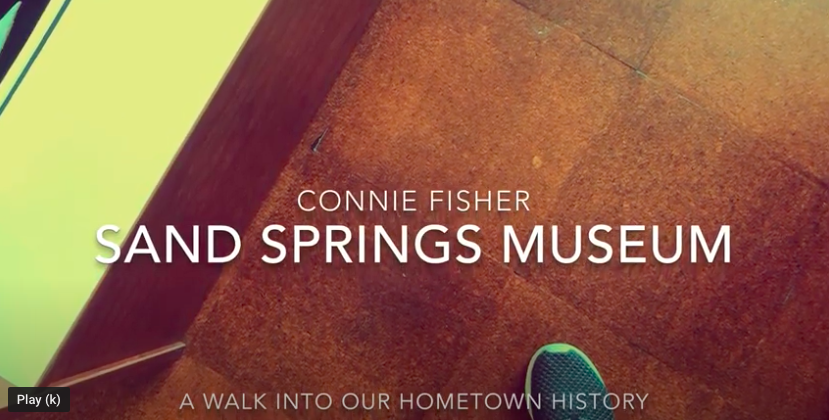 CONNIE FISHER
SAND SPRINGS MUSEUM
A WALK INTO OUR HOMETOWN HISTORY
Play (k)